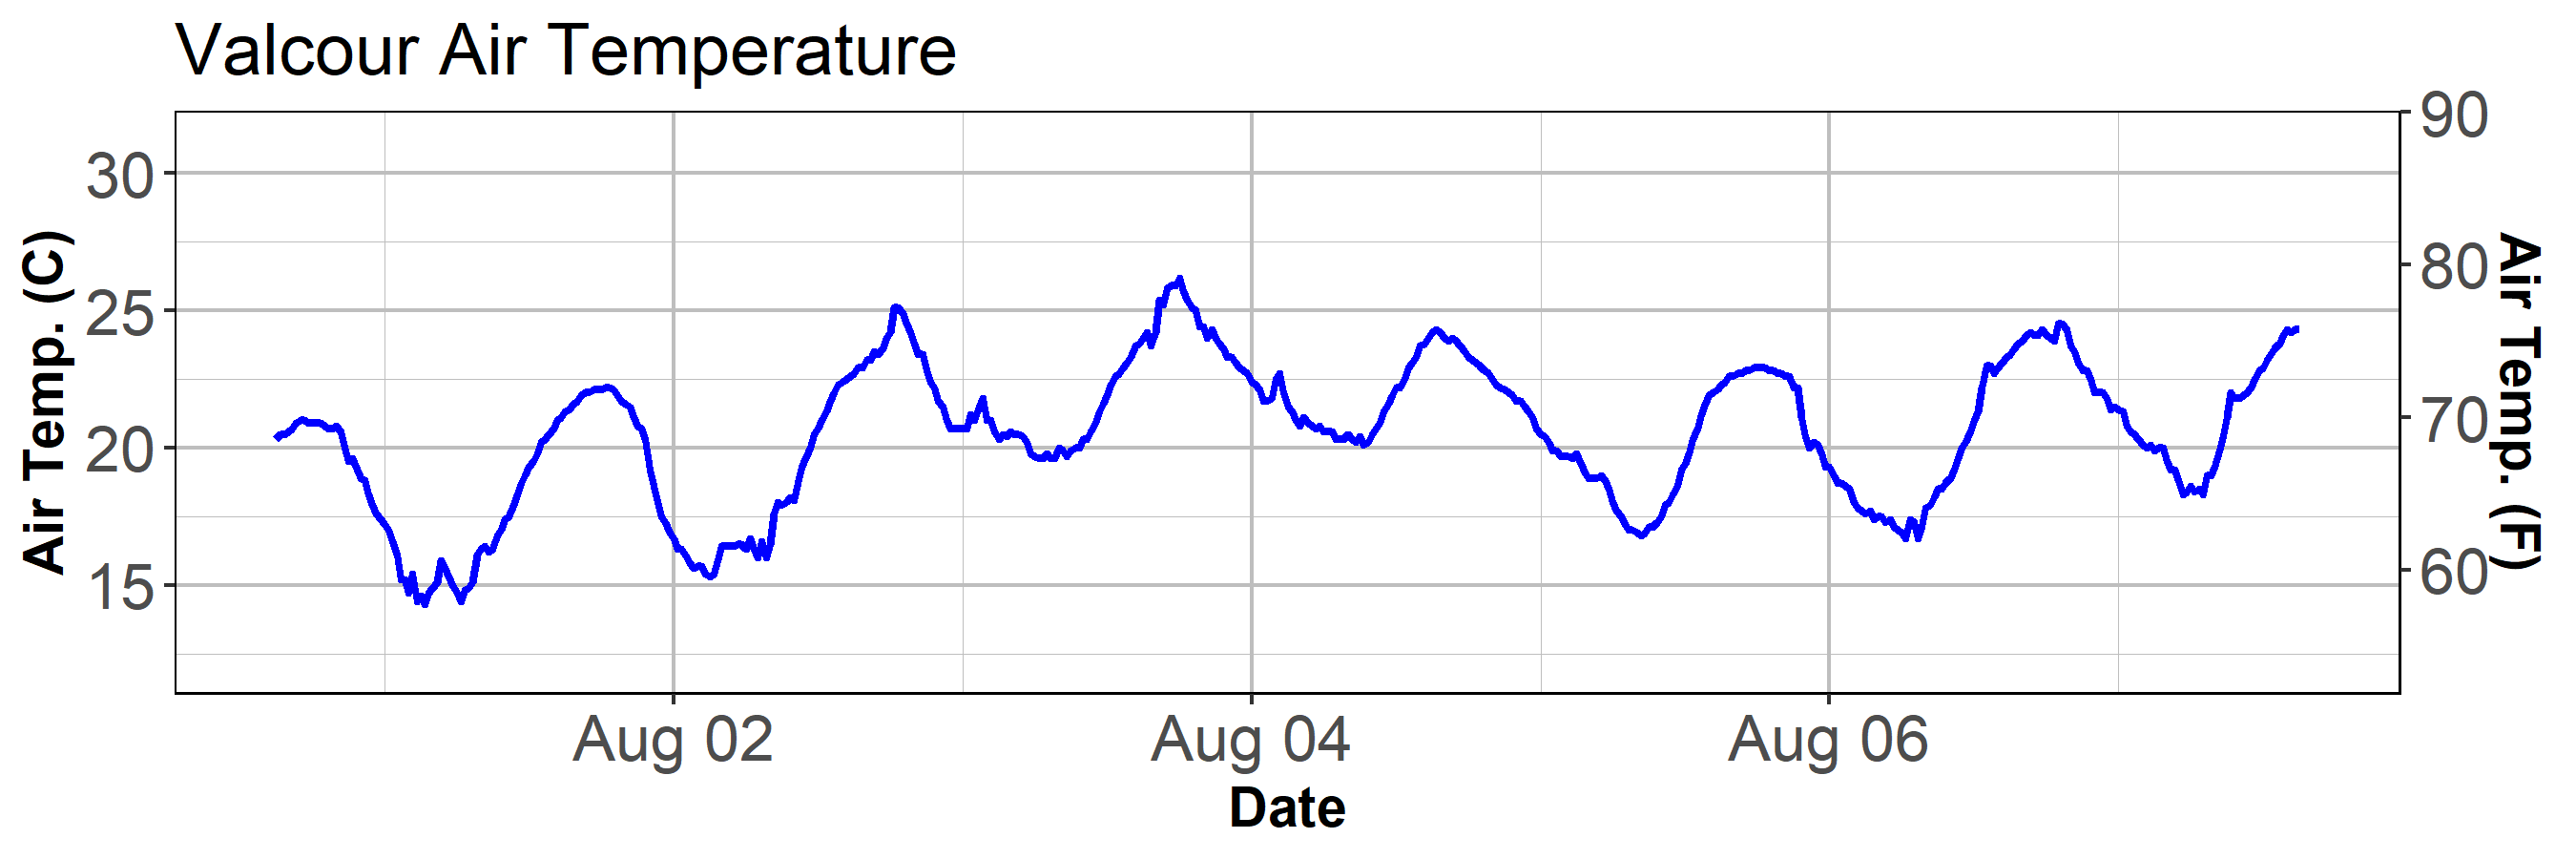 Valcour Air Temperature
Air Temp. (C)
30
25
20
15
90
80
70
60
Air Temp. (F)
Aug 02
Aug 04
Aug 06
Date